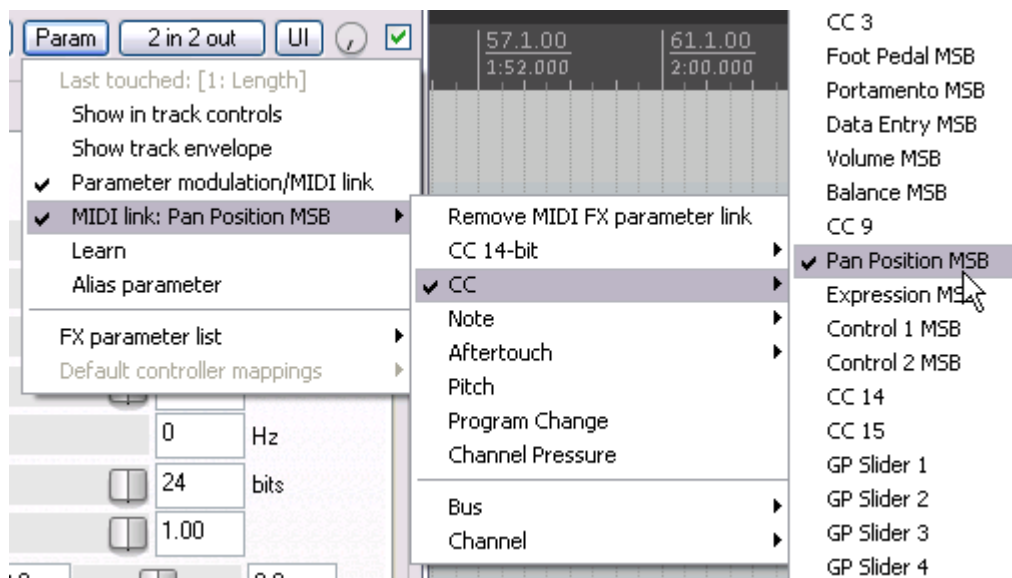 Param
2 in 2 out
UI
Last touched: [1: Length]
Show in track controls
Show track envelope
Parameter modulation/MIDI link
MIDI link: Pan Position MSB
Learn
Alias parameter
FX parameter list
Default controller mappings
0 Hz
24 bits
1.00
57.1.00
1:52.000
61.1.00
2:00.000
Remove MIDI FX parameter link
CC 14-bit
CC
Note
Aftertouch
Pitch
Program Change
Channel Pressure
Bus
Channel
CC 3
Foot Pedal MSB
Portamento MSB
Data Entry MSB
Volume MSB
Balance MSB
CC 9
Pan Position MSB
Expression MSB
Control 1 MSB
Control 2 MSB
CC 14
CC 15
GP Slider 1
GP Slider 2
GP Slider 3
GP Slider 4